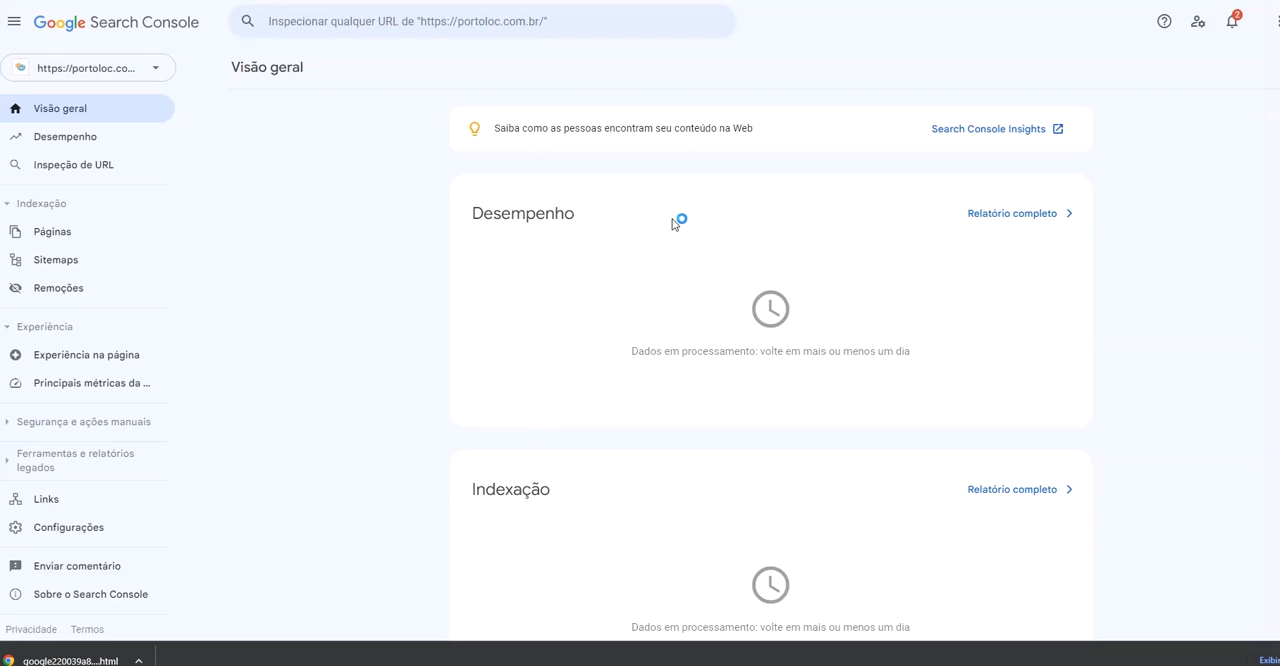 Google Search Console
Inspecionar qualquer URL de "https://portoloc.com.br/"
2
https://portoloc.co...
Visão geral
Visão geral
Desempenho
Inspeção de URL
Indexação
Páginas
Sitemaps
Remoções
Experiência
Experiência na página
Principais métricas da ...
Segurança e ações manuais
Ferramentas e relatórios
legados
Links
Configurações
Enviar comentário
Sobre o Search Console
Privacidade Termos
Saiba como as pessoas encontram seu conteúdo na Web
Search Console Insights
Desempenho
Relatório completo
Dados em processamento: volte em mais ou menos um dia
Indexação
Relatório completo
Dados em processamento: volte em mais ou menos um dia
google220039a8....html